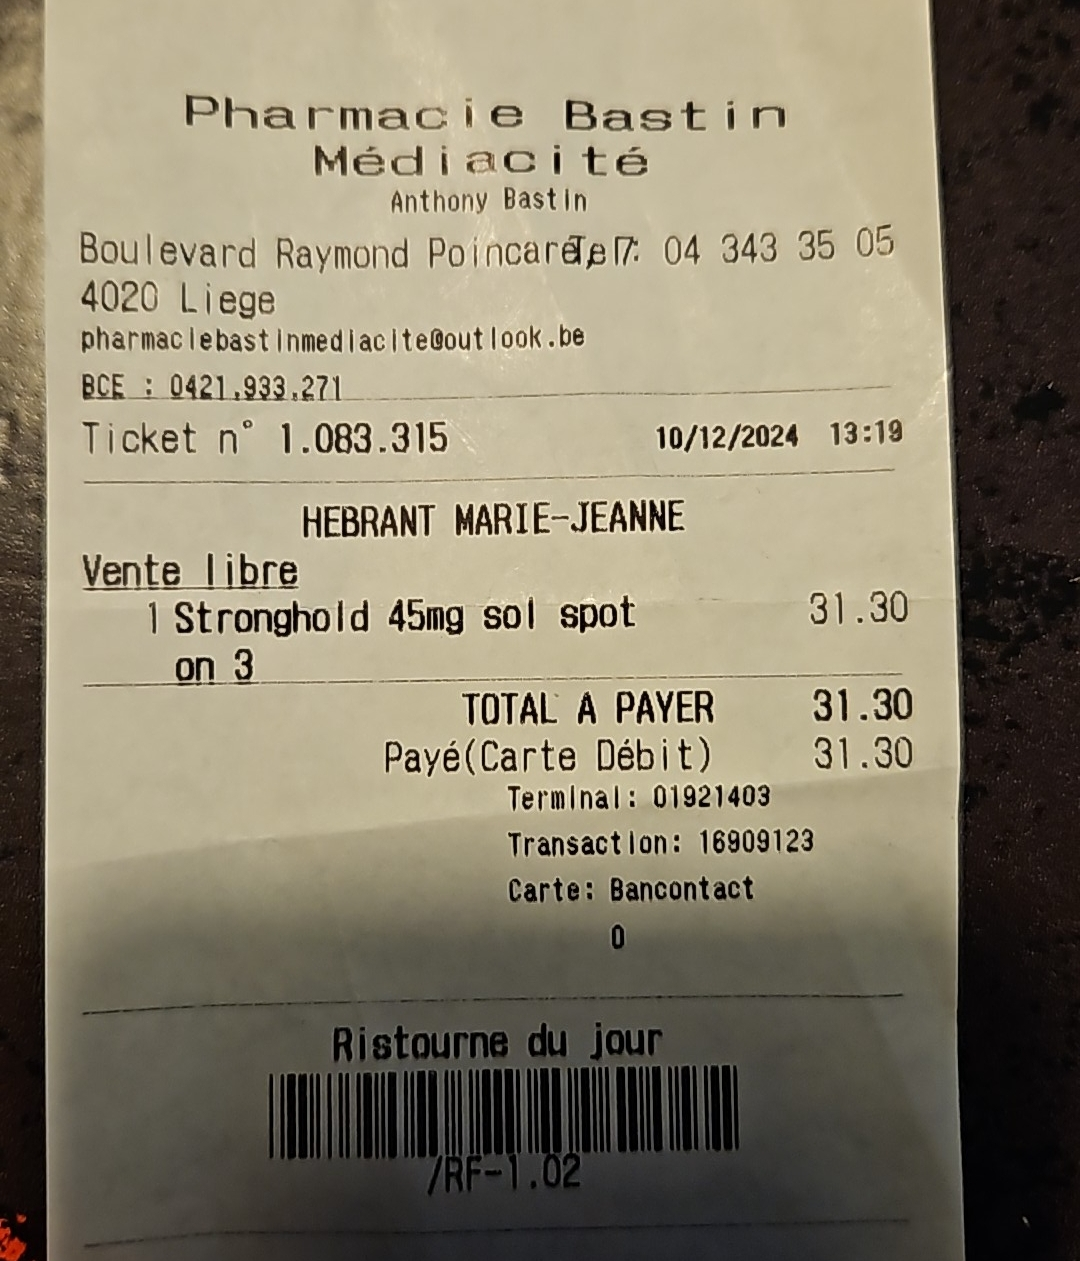 Pharmacie Bastin
Médiacité
Anthony Bastin
Boulevard Raymond Poincaré 7 Tel: 04 343 35 05
4020 Liege
pharmaciebastinmediacite@outlook.be
BCE : 0421.933.271
Ticket n° 1.083.315 10/12/2024 13:19
HEBRANT MARIE-JEANNE
Vente libre
1 Stronghold 45mg sol spot 31.30
on 3
TOTAL A PAYER 31.30
Payé(Carte Débit) 31.30
Terminal: 01921403
Transaction: 16909123
Carte: Bancontact
0
Ristourne du jour
/RF-1.02